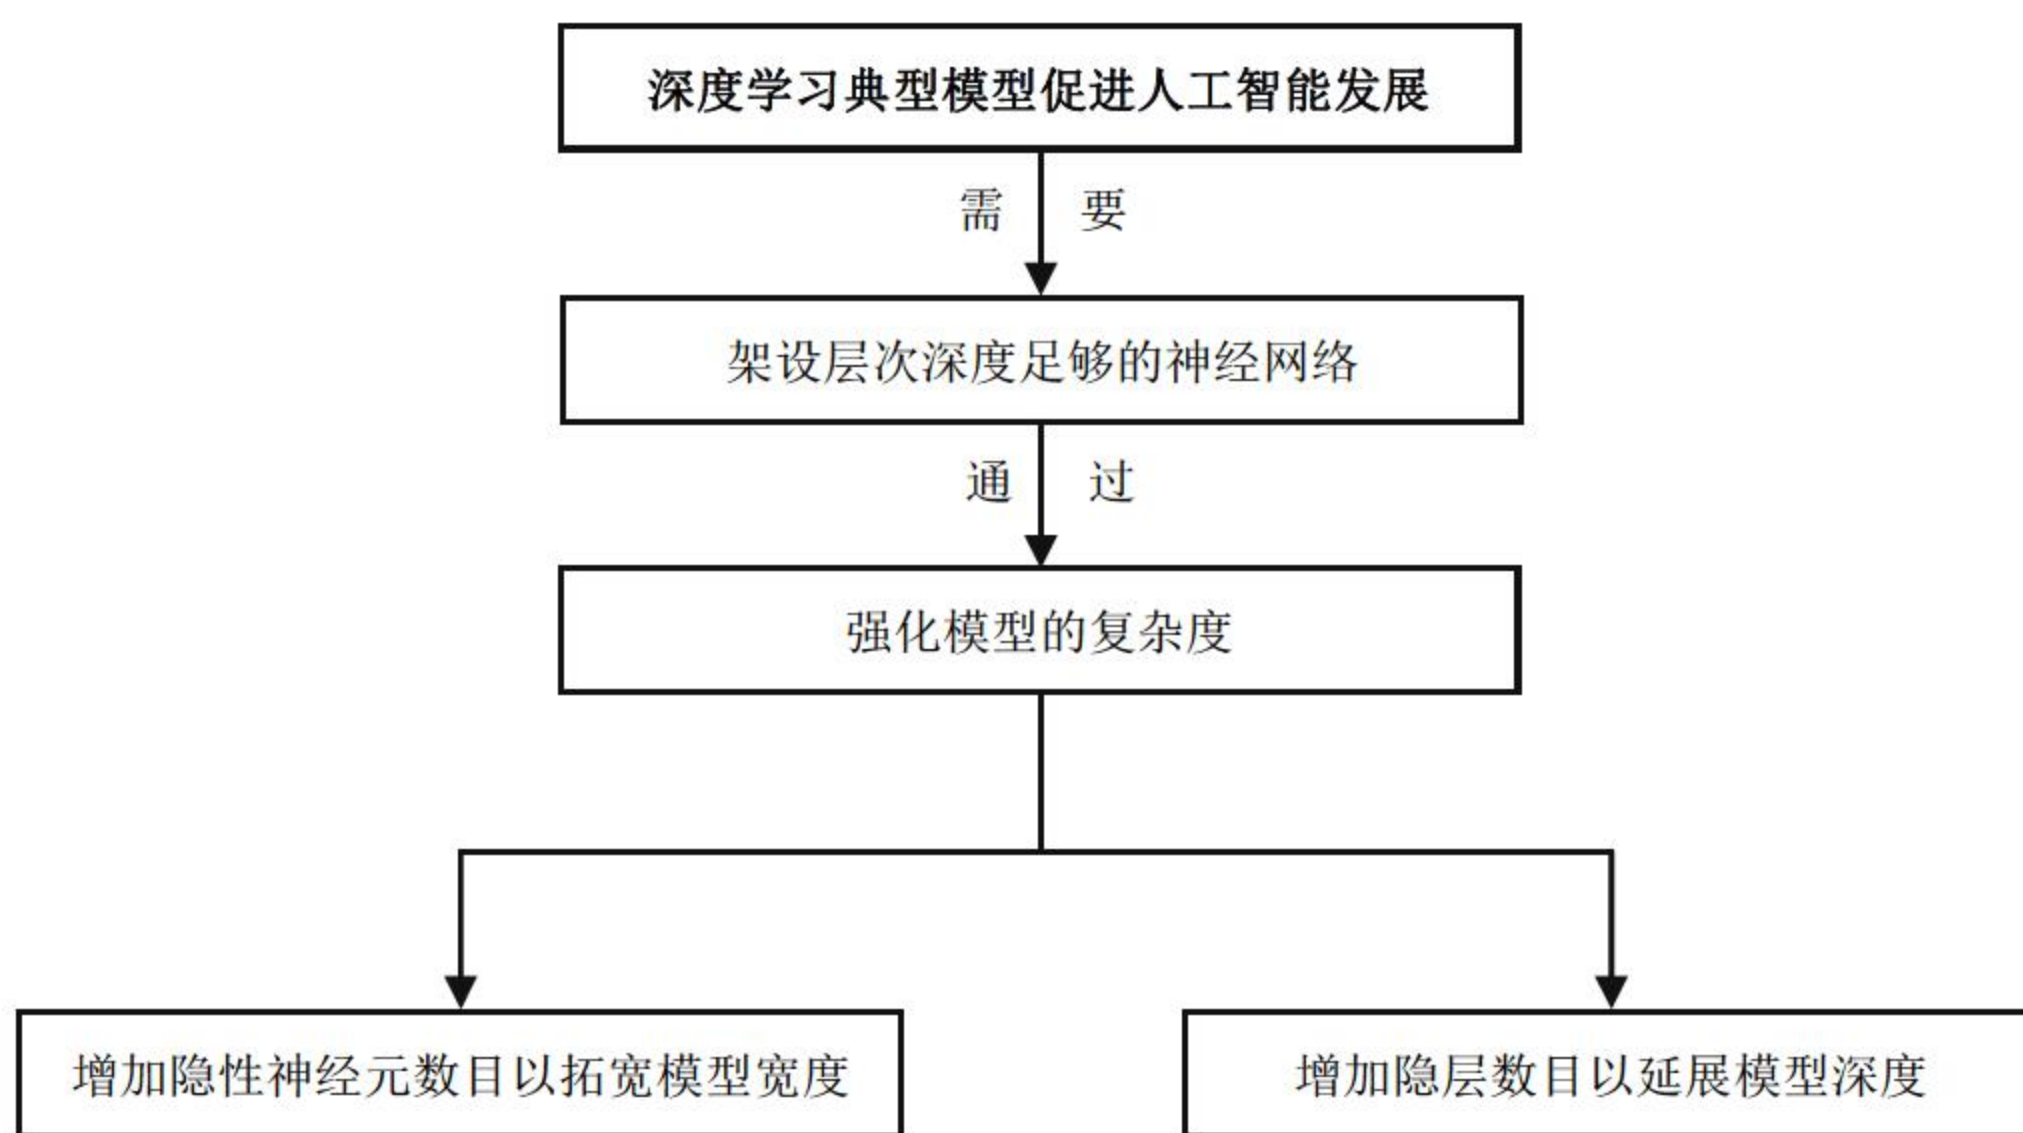 深度学习典型模型促进人工智能发展
需 要
架设层次深度足够的神经网络
通 过
强化模型的复杂度
增加隐性神经元数目以拓宽模型宽度
增加隐层数目以延展模型深度